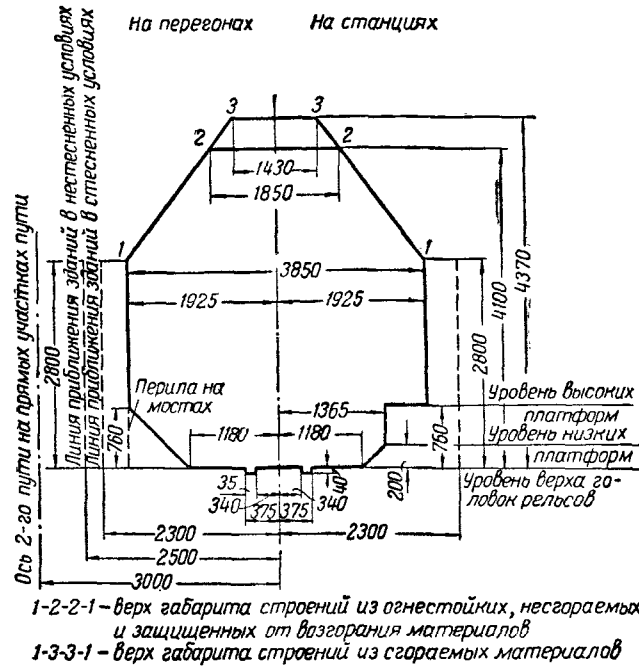 На перегонах
На станциях
Ось 2-го пути на прямых участках пути
Линия приближения зданий в нестесненных условиях
Линия приближения зданий в стесненных условиях
3
3
2
2
1430
1850
1
1
3850
1925
1925
2800
2800
4100
4370
Перила на
мостах
1365
Уровень высоких
платформ
760
760
1180
1180
Уровень низких
платформ
35
340
340
40
200
375
375
Уровень верха го-
ловок рельсов
2300
2300
2500
3000
1-2-2-1 – верх габарита строений из огнестойких, несгораемых
и защищенных от возгорания материалов
1-3-3-1 – верх габарита строений из сгораемых материалов